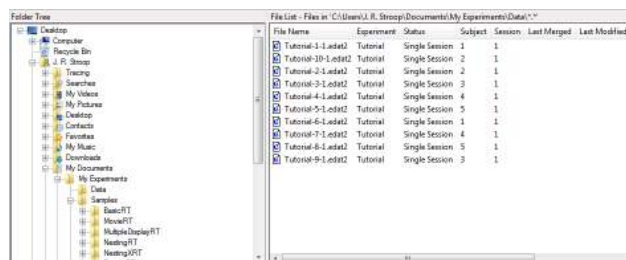 Folder Tree
Desktop
Computer
Recycle Bin
J. R. Stroop
Tracing
Searches
My Videos
My Pictures
Desktop
Contacts
Favorites
My Music
Downloads
My Documents
My Experiments
Data
Samples
BasicRT
MovieRT
MultipleDisplayRT
NestingRT
NestingXRT
File List - Files in 'C:\Users\J. R. Stroop\Documents\My Experiments\Data\*.*'
File Name Experiment Status Subject Session Last Merged Last Modified
Tutorial-1-1.edat2 Tutorial Single Session 1 1
Tutorial-10-1.edat2 Tutorial Single Session 2 1
Tutorial-2-1.edat2 Tutorial Single Session 2 1
Tutorial-3-1.edat2 Tutorial Single Session 3 1
Tutorial-4-1.edat2 Tutorial Single Session 4 1
Tutorial-5-1.edat2 Tutorial Single Session 5 1
Tutorial-6-1.edat2 Tutorial Single Session 1 1
Tutorial-7-1.edat2 Tutorial Single Session 4 1
Tutorial-8-1.edat2 Tutorial Single Session 5 1
Tutorial-9-1.edat2 Tutorial Single Session 3 1